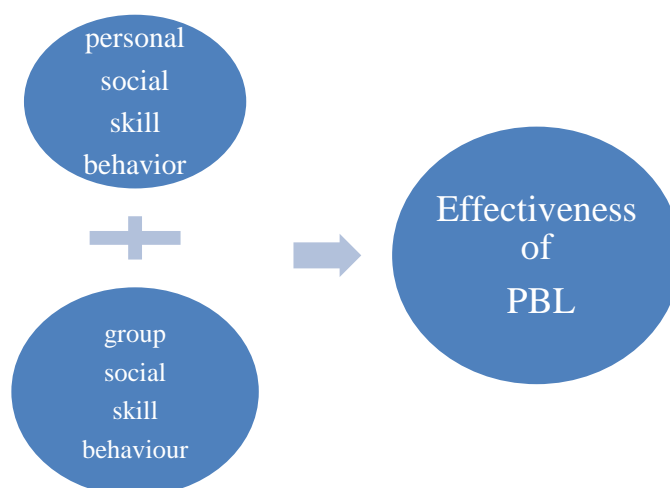 personal
social
skill
behavior
group
social
skill
behaviour
Effectiveness
of
PBL